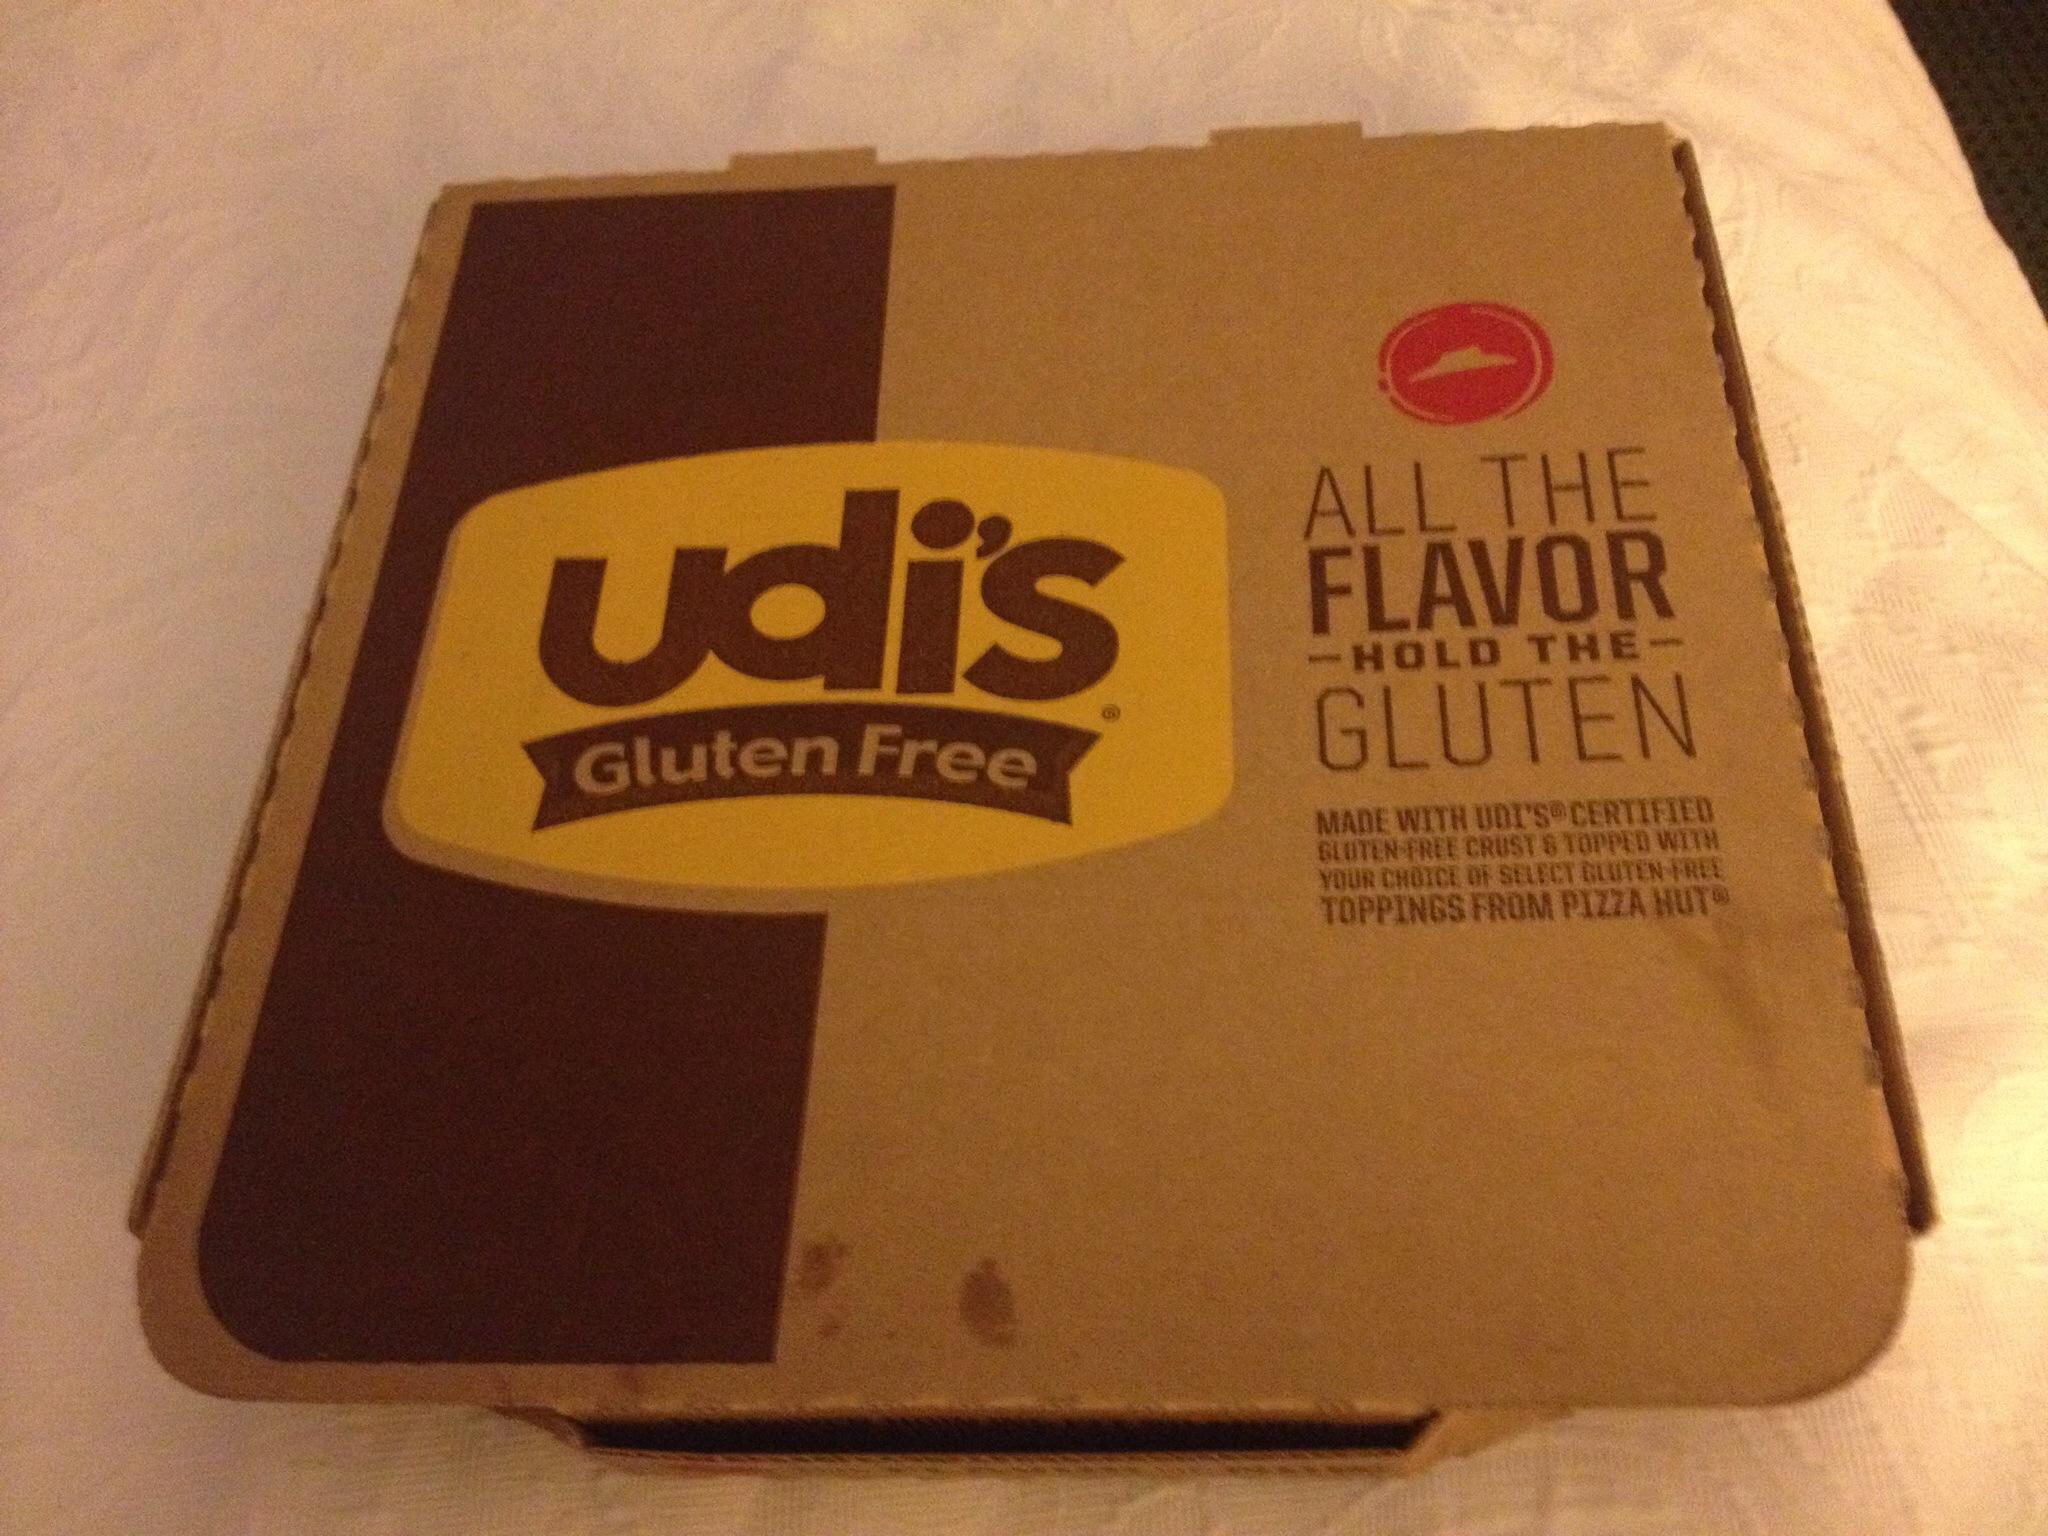 udi's®
Gluten Free
ALL THE
FLAVOR
-HOLD THE-
GLUTEN
MADE WITH UDI'S® CERTIFIED
GLUTEN-FREE CRUST & TOPPED WITH
YOUR CHOICE OF SELECT GLUTEN-FREE
TOPPINGS FROM PIZZA HUT®